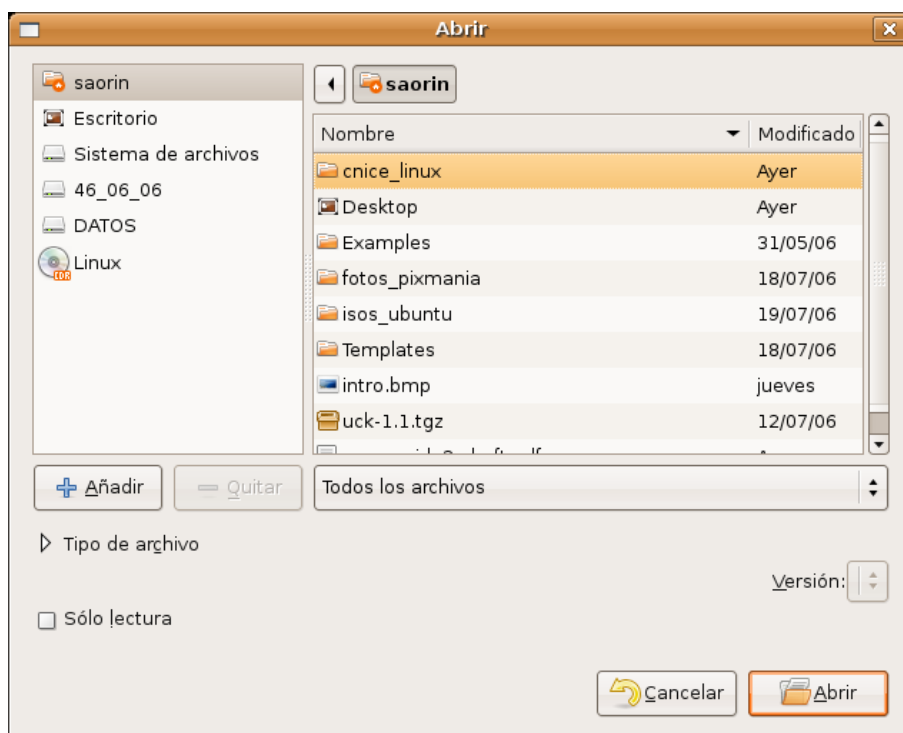 Abrir
saorin
Escritorio
Sistema de archivos
46_06_06
DATOS
Linux
CDR
saorin
Nombre Modificado
cnice_linux Ayer
Desktop Ayer
Examples 31/05/06
fotos_pixmania 18/07/06
isos_ubuntu 19/07/06
Templates 18/07/06
intro.bmp jueves
uck-1.1.tgz 12/07/06
Añadir
Quitar
Todos los archivos
Tipo de archivo
Versión:
Sólo lectura
Cancelar
Abrir